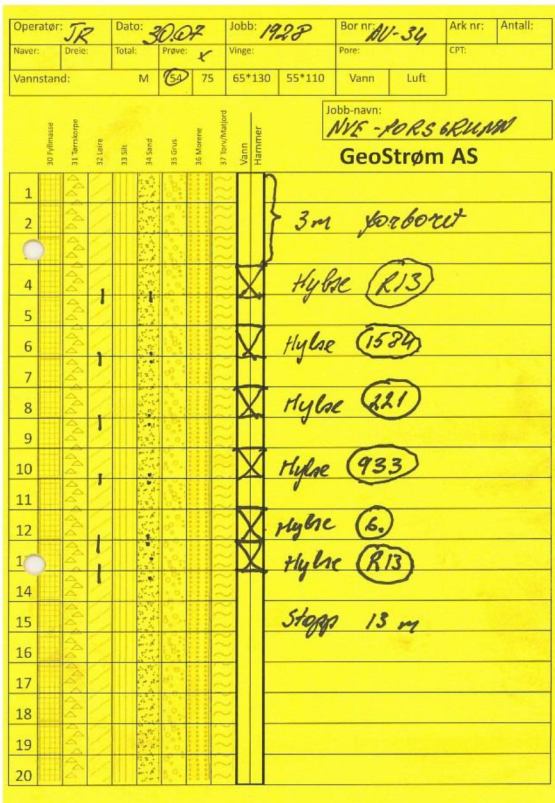 Operatør: JR Dato: 30.07 Jobb: 1928 Bor nr: AU-34 Ark nr: Antall:
Naver: Dreie: Total: Prøve: X Vinge: Pore: CPT:
Vannstand: M 54 75 65*130 55*110 Vann Luft
Jobb-navn:
NVE - PORSGRUNN
GeoStrøm AS
30 Fyllmasse 31 Tørrskorpe 32 Leire 33 Silt 34 Sand 35 Grus 36 Morene 37 Torv/Matjord Vann Hammer
1
2 3m forboret
4 Hylse R13
5
6 Hylse 1584
7
8 Hylse 221
9
10 Hylse 933
11
12 Hylse 6.
1 Hylse R13
14
15 Stopp 13 m
16
17
18
19
20